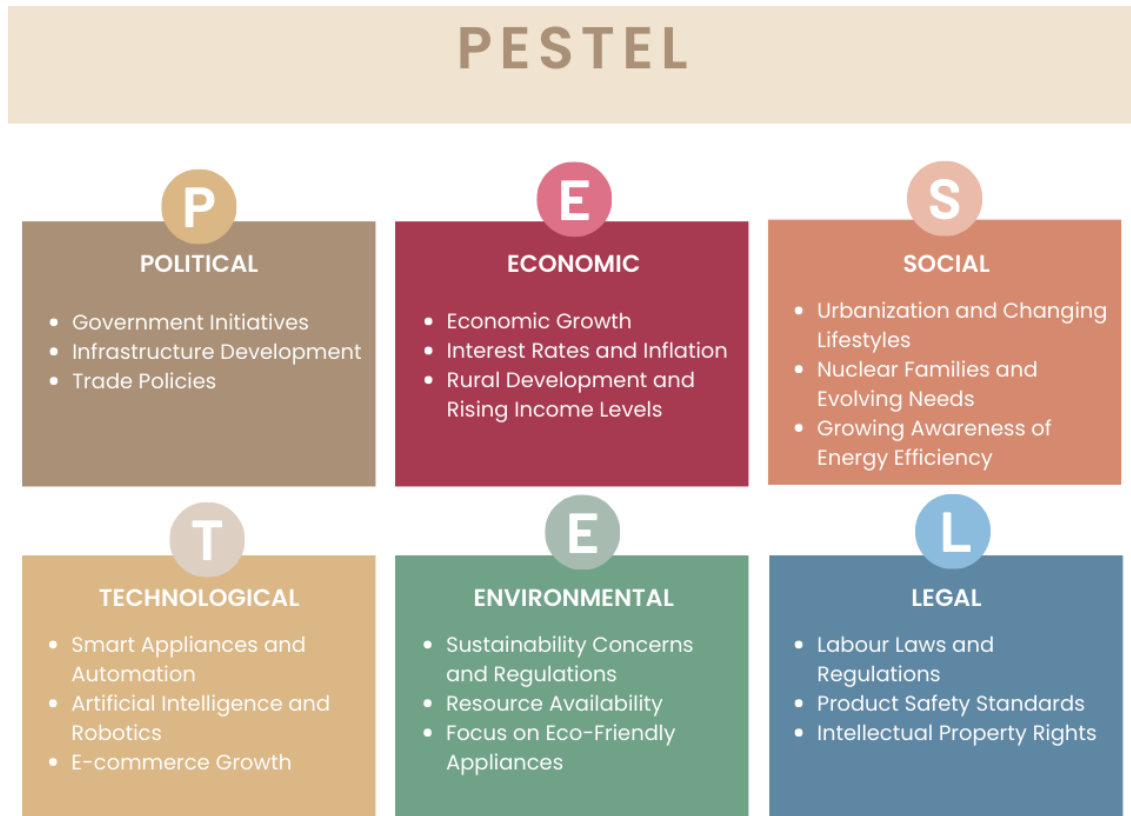 PESTEL
P
POLITICAL
• Government Initiatives
• Infrastructure Development
• Trade Policies
E
ECONOMIC
• Economic Growth
• Interest Rates and Inflation
• Rural Development and
Rising Income Levels
S
SOCIAL
• Urbanization and Changing
Lifestyles
• Nuclear Families and
Evolving Needs
• Growing Awareness of
Energy Efficiency
T
TECHNOLOGICAL
• Smart Appliances and
Automation
• Artificial Intelligence and
Robotics
• E-commerce Growth
E
ENVIRONMENTAL
• Sustainability Concerns
and Regulations
• Resource Availability
• Focus on Eco-Friendly
Appliances
L
LEGAL
• Labour Laws and
Regulations
• Product Safety Standards
• Intellectual Property Rights